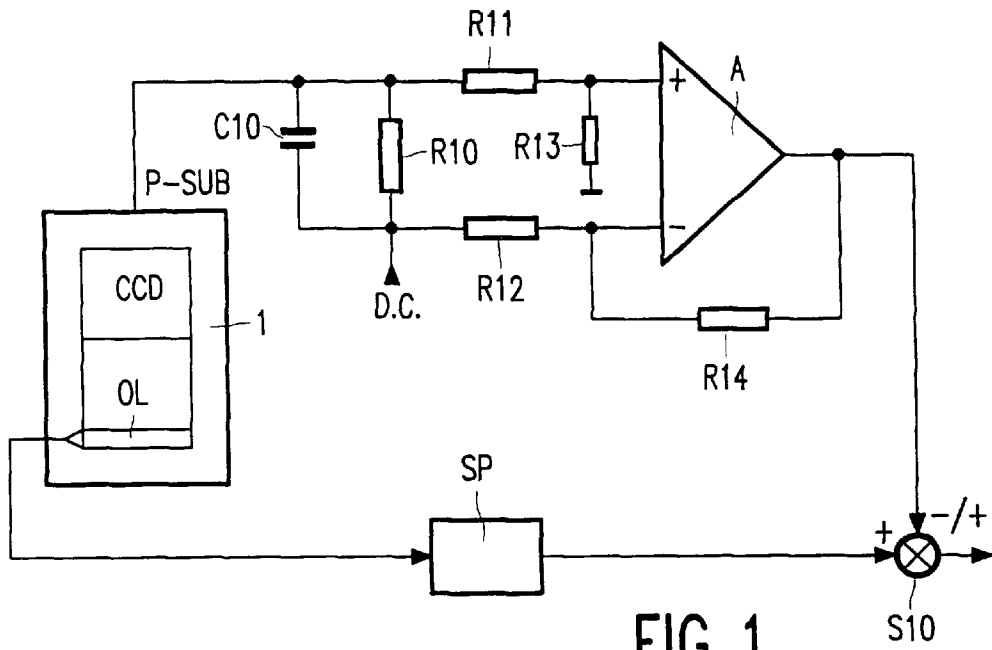 R11
A
+
C10
R10
R13
P-SUB
-
CCD
D.C.
R12
1
R14
OL
SP
-/+
+
S10
FIG. 1